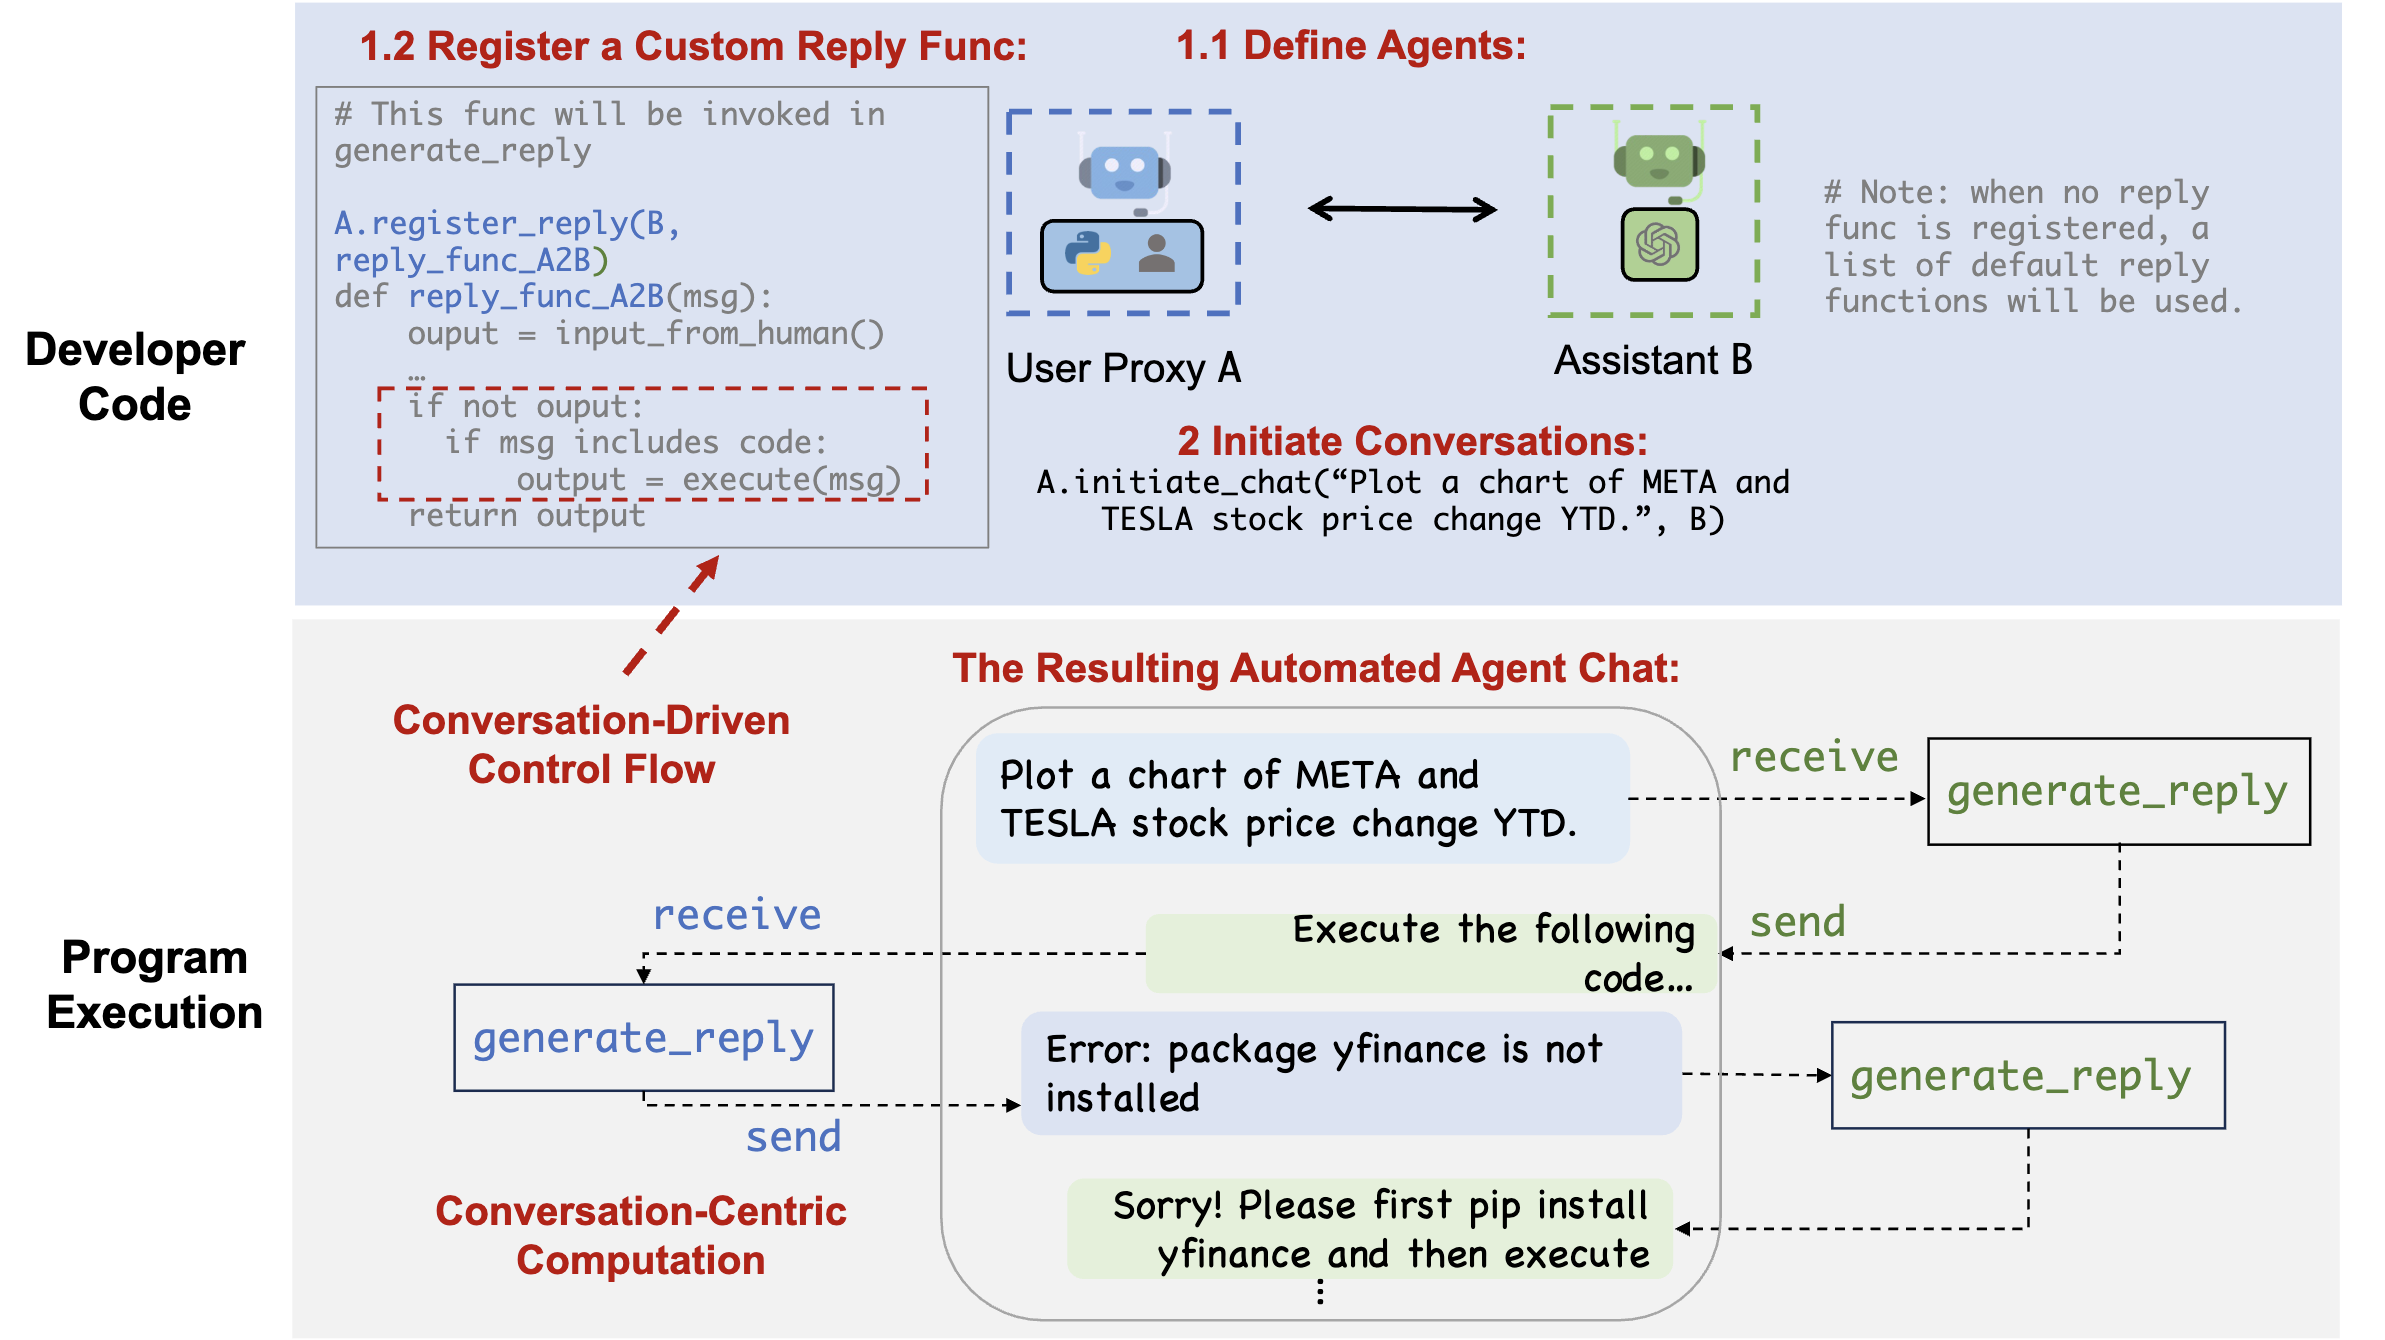 1.2 Register a Custom Reply Func:
# This func will be invoked in
generate_reply
A.register_reply(B,
reply_func_A2B)
def reply_func_A2B(msg):
ouput = input_from_human()
…
if not ouput:
if msg includes code:
output = execute(msg)
return output
1.1 Define Agents:
User Proxy A
Assistant B
# Note: when no reply
func is registered, a
list of default reply
functions will be used.
2 Initiate Conversations:
A.initiate_chat(“Plot a chart of META and
TESLA stock price change YTD.”, B)
Developer
Code
Conversation-Driven
Control Flow
The Resulting Automated Agent Chat:
Plot a chart of META and
TESLA stock price change YTD.
receive
generate_reply
send
Execute the following
code…
receive
generate_reply
send
Error: package yfinance is not
installed
generate_reply
Sorry! Please first pip install
yfinance and then execute
⋮
Program
Execution
Conversation-Centric
Computation